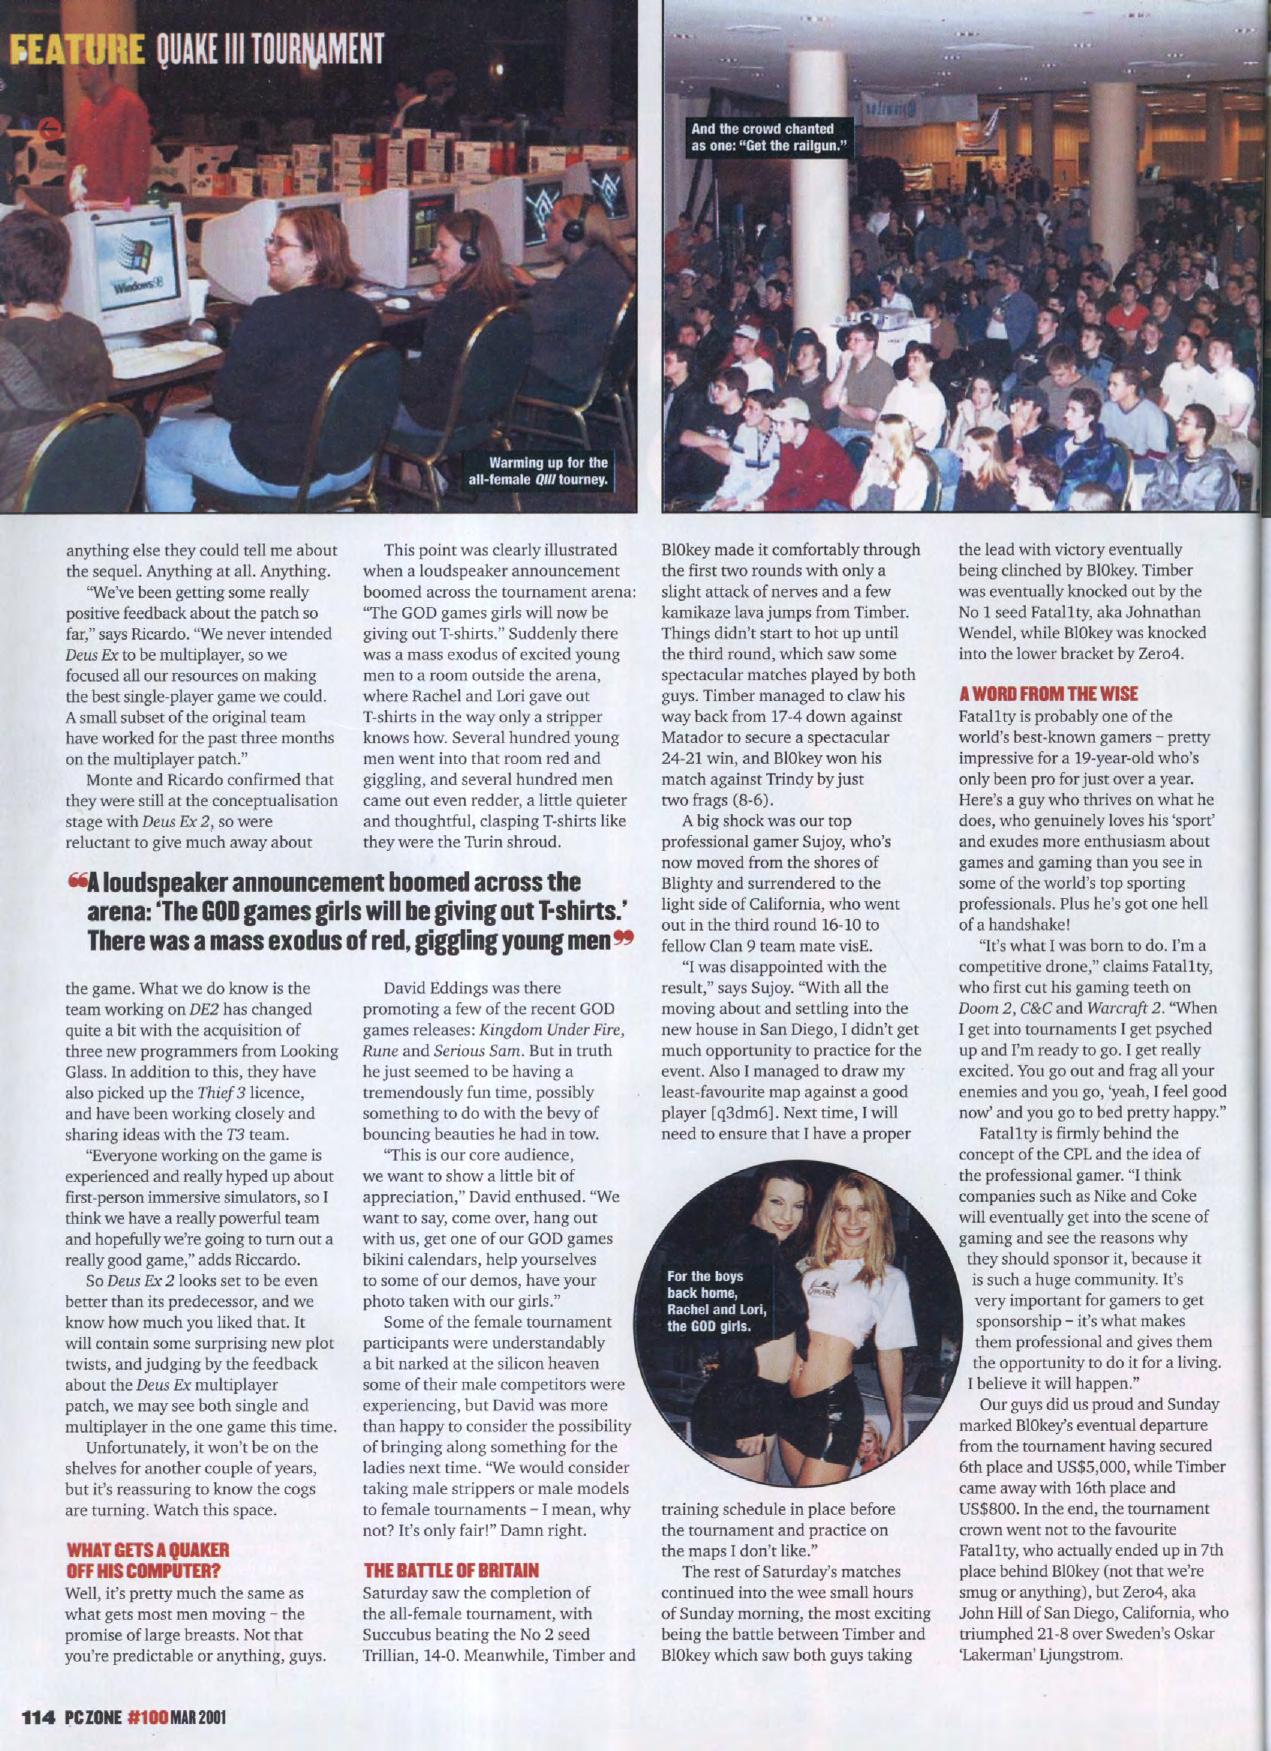 FEATURE QUAKE III TOURNAMENT
Windows98
Warming up for the
all-female QIII tourney.
And the crowd chanted
as one: “Get the railgun.”
anything else they could tell me about
the sequel. Anything at all. Anything.
“We’ve been getting some really
positive feedback about the patch so
far,” says Ricardo. “We never intended
Deus Ex to be multiplayer, so we
focused all our resources on making
the best single-player game we could.
A small subset of the original team
have worked for the past three months
on the multiplayer patch.”
Monte and Ricardo confirmed that
they were still at the conceptualisation
stage with Deus Ex 2, so were
reluctant to give much away about
“A loudspeaker announcement boomed across the
arena: ‘The GOD games girls will be giving out T-shirts.’
There was a mass exodus of red, giggling young men”
the game. What we do know is the
team working on DE2 has changed
quite a bit with the acquisition of
three new programmers from Looking
Glass. In addition to this, they have
also picked up the Thief 3 licence,
and have been working closely and
sharing ideas with the T3 team.
“Everyone working on the game is
experienced and really hyped up about
first-person immersive simulators, so I
think we have a really powerful team
and hopefully we’re going to turn out a
really good game,” adds Riccardo.
So Deus Ex 2 looks set to be even
better than its predecessor, and we
know how much you liked that. It
will contain some surprising new plot
twists, and judging by the feedback
about the Deus Ex multiplayer
patch, we may see both single and
multiplayer in the one game this time.
Unfortunately, it won’t be on the
shelves for another couple of years,
but it’s reassuring to know the cogs
are turning. Watch this space.
WHAT GETS A QUAKER
OFF HIS COMPUTER?
Well, it’s pretty much the same as
what gets most men moving – the
promise of large breasts. Not that
you’re predictable or anything, guys.
This point was clearly illustrated
when a loudspeaker announcement
boomed across the tournament arena:
“The GOD games girls will now be
giving out T-shirts.” Suddenly there
was a mass exodus of excited young
men to a room outside the arena,
where Rachel and Lori gave out
T-shirts in the way only a stripper
knows how. Several hundred young
men went into that room red and
giggling, and several hundred men
came out even redder, a little quieter
and thoughtful, clasping T-shirts like
they were the Turin shroud.
David Eddings was there
promoting a few of the recent GOD
games releases: Kingdom Under Fire,
Rune and Serious Sam. But in truth
he just seemed to be having a
tremendously fun time, possibly
something to do with the bevy of
bouncing beauties he had in tow.
“This is our core audience,
we want to show a little bit of
appreciation,” David enthused. “We
want to say, come over, hang out
with us, get one of our GOD games
bikini calendars, help yourselves
to some of our demos, have your
photo taken with our girls.”
Some of the female tournament
participants were understandably
a bit narked at the silicon heaven
some of their male competitors were
experiencing, but David was more
than happy to consider the possibility
of bringing along something for the
ladies next time. “We would consider
taking male strippers or male models
to female tournaments – I mean, why
not? It’s only fair!” Damn right.
THE BATTLE OF BRITAIN
Saturday saw the completion of
the all-female tournament, with
Succubus beating the No 2 seed
Trillian, 14-0. Meanwhile, Timber and
Bl0key made it comfortably through
the first two rounds with only a
slight attack of nerves and a few
kamikaze lava jumps from Timber.
Things didn’t start to hot up until
the third round, which saw some
spectacular matches played by both
guys. Timber managed to claw his
way back from 17-4 down against
Matador to secure a spectacular
24-21 win, and Bl0key won his
match against Trindy by just
two frags (8-6).
A big shock was our top
professional gamer Sujoy, who’s
now moved from the shores of
Blighty and surrendered to the
light side of California, who went
out in the third round 16-10 to
fellow Clan 9 team mate visE.
“I was disappointed with the
result,” says Sujoy. “With all the
moving about and settling into the
new house in San Diego, I didn’t get
much opportunity to practice for the
event. Also I managed to draw my
least-favourite map against a good
player [q3dm6]. Next time, I will
need to ensure that I have a proper
For the boys
back home,
Rachel and Lori,
the GOD girls.
training schedule in place before
the tournament and practice on
the maps I don’t like.”
The rest of Saturday’s matches
continued into the wee small hours
of Sunday morning, the most exciting
being the battle between Timber and
Bl0key which saw both guys taking
the lead with victory eventually
being clinched by Bl0key. Timber
was eventually knocked out by the
No 1 seed Fatal1ty, aka Johnathan
Wendel, while Bl0key was knocked
into the lower bracket by Zero4.
A WORD FROM THE WISE
Fatal1ty is probably one of the
world’s best-known gamers – pretty
impressive for a 19-year-old who’s
only been pro for just over a year.
Here’s a guy who thrives on what he
does, who genuinely loves his ‘sport’
and exudes more enthusiasm about
games and gaming than you see in
some of the world’s top sporting
professionals. Plus he’s got one hell
of a handshake!
“It’s what I was born to do. I’m a
competitive drone,” claims Fatal1ty,
who first cut his gaming teeth on
Doom 2, C&C and Warcraft 2. “When
I get into tournaments I get psyched
up and I’m ready to go. I get really
excited. You go out and frag all your
enemies and you go, ‘yeah, I feel good
now’ and you go to bed pretty happy.”
Fatal1ty is firmly behind the
concept of the CPL and the idea of
the professional gamer. “I think
companies such as Nike and Coke
will eventually get into the scene of
gaming and see the reasons why
they should sponsor it, because it
is such a huge community. It’s
very important for gamers to get
sponsorship – it’s what makes
them professional and gives them
the opportunity to do it for a living.
I believe it will happen.”
Our guys did us proud and Sunday
marked Bl0key’s eventual departure
from the tournament having secured
6th place and US$5,000, while Timber
came away with 16th place and
US$800. In the end, the tournament
crown went not to the favourite
Fatal1ty, who actually ended up in 7th
place behind Bl0key (not that we’re
smug or anything), but Zero4, aka
John Hill of San Diego, California, who
triumphed 21-8 over Sweden’s Oskar
‘Lakerman’ Ljungstrom.
114 PC ZONE #100 MAR 2001